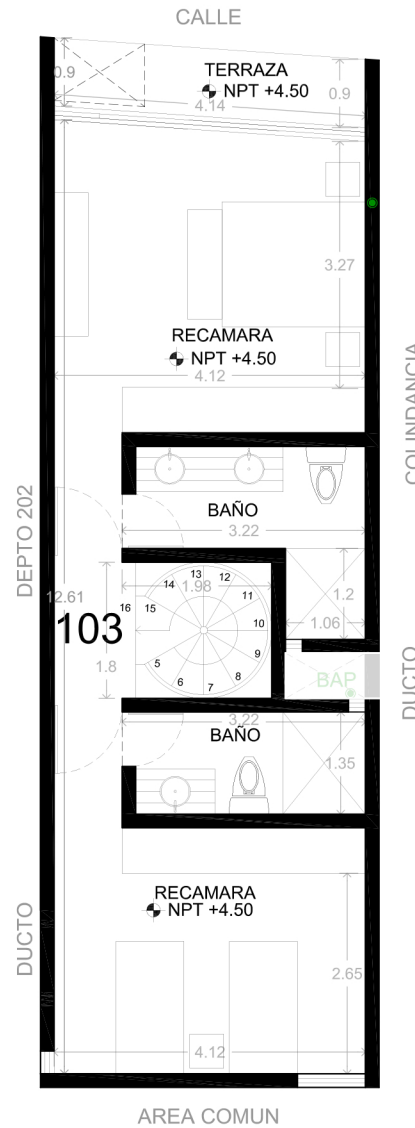 CALLE
0.9
TERRAZA
NPT +4.50
4.14
0.9
3.27
RECAMARA
NPT +4.50
4.12
COLINDANCIA
BAÑO
3.22
DEPTO 202
12.61
103
1.98
13
12
14
11
16
15
10
9
5
8
6
7
1.8
1.2
1.06
BAP
DUCTO
3.22
BAÑO
1.35
RECAMARA
NPT +4.50
DUCTO
2.65
4.12
AREA COMUN